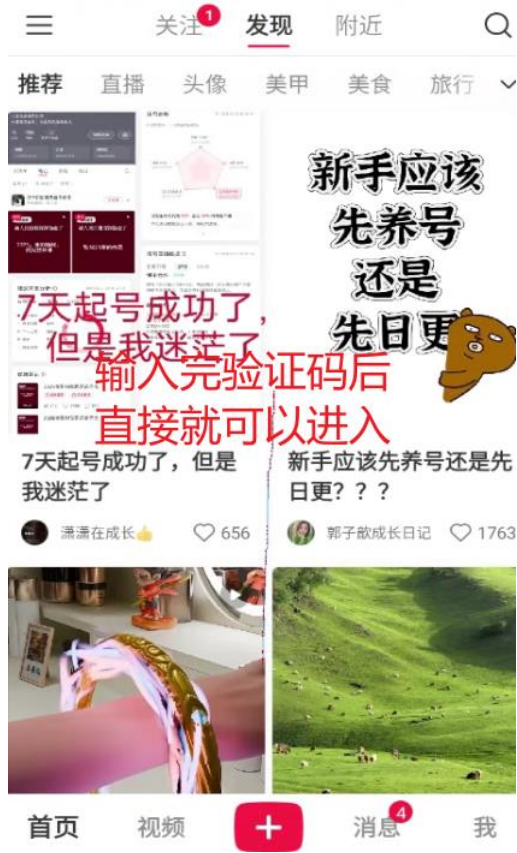 关注
1
发现
附近
推荐
直播
头像
美甲
美食
旅行
7天起号成功了，
但是我迷茫了
新手应该
先养号
还是
先日更
输入完验证码后
直接就可以进入
7天起号成功了，但是
我迷茫了
新手应该先养号还是先
日更？？？
潇潇在成长👍
656
郭子歆成长日记
1763
首页
视频
消息
4
我